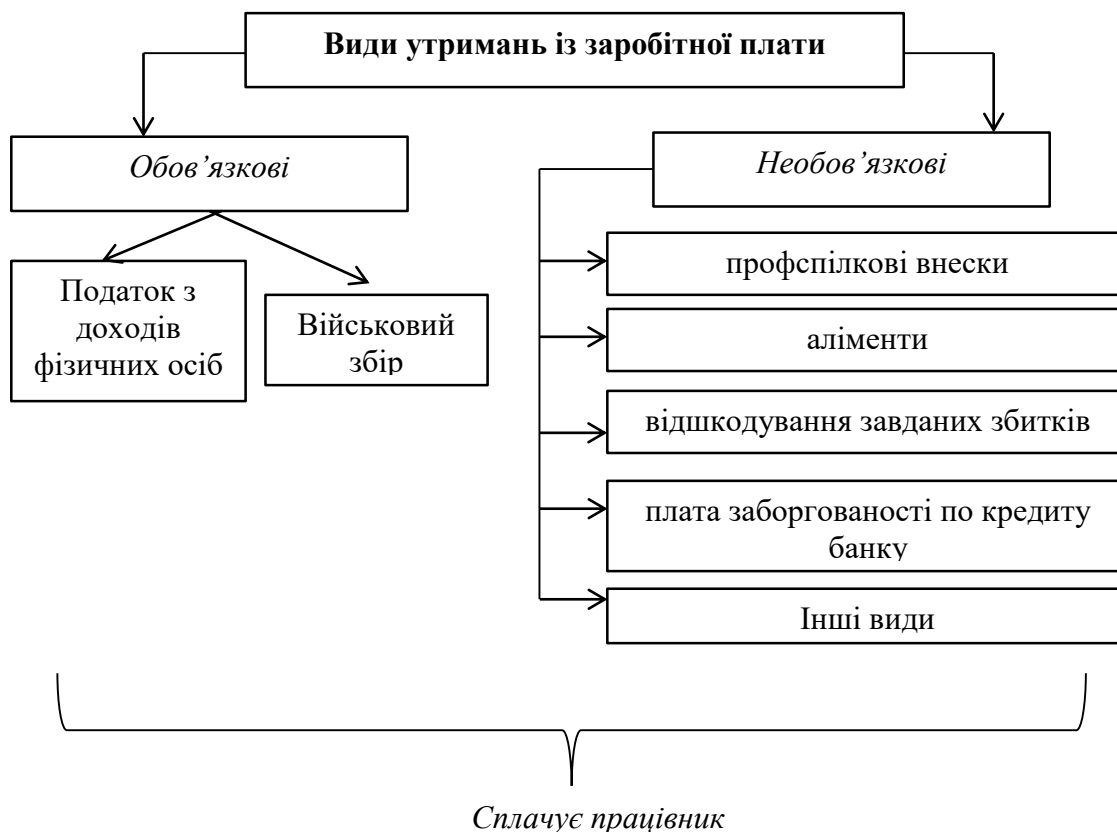 Види утримань із заробітної плати
Обов’язкові
Необов’язкові
Податок з
доходів
фізичних осіб
Військовий
збір
профспілкові внески
аліменти
відшкодування завданих збитків
плата заборгованості по кредиту
банку
Інші види
Сплачує працівник